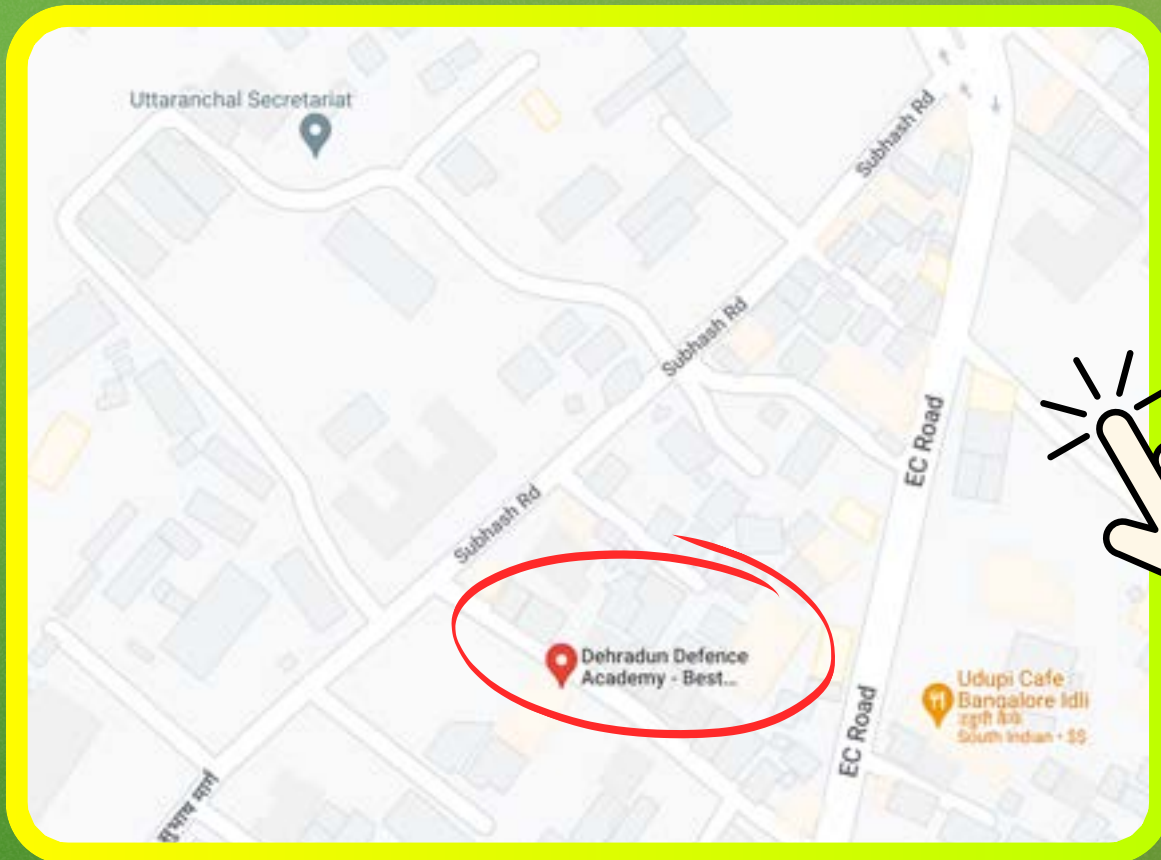 Uttaranchal Secretariat
Subhash Rd
Subhash Rd
EC Road
Subhash Rd
Dehradun Defence
Academy - Best...
Udupi Cafe
Bangalore Idli
South Indian • $$
EC Road